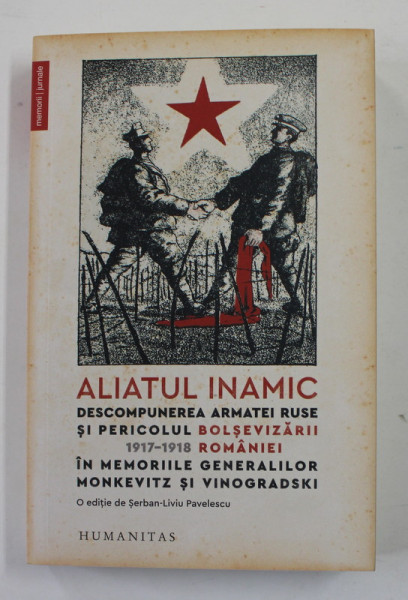 memorii | jurnale
ALIATUL INAMIC
DESCOMPUNEREA ARMATEI RUSE
ȘI PERICOLUL BOLȘEVIZĂRII
1917–1918 ROMÂNIEI
ÎN MEMORIILE GENERALILOR
MONKEVITZ ȘI VINOGRADSKI
O ediție de Șerban-Liviu Pavelescu
HUMANITAS